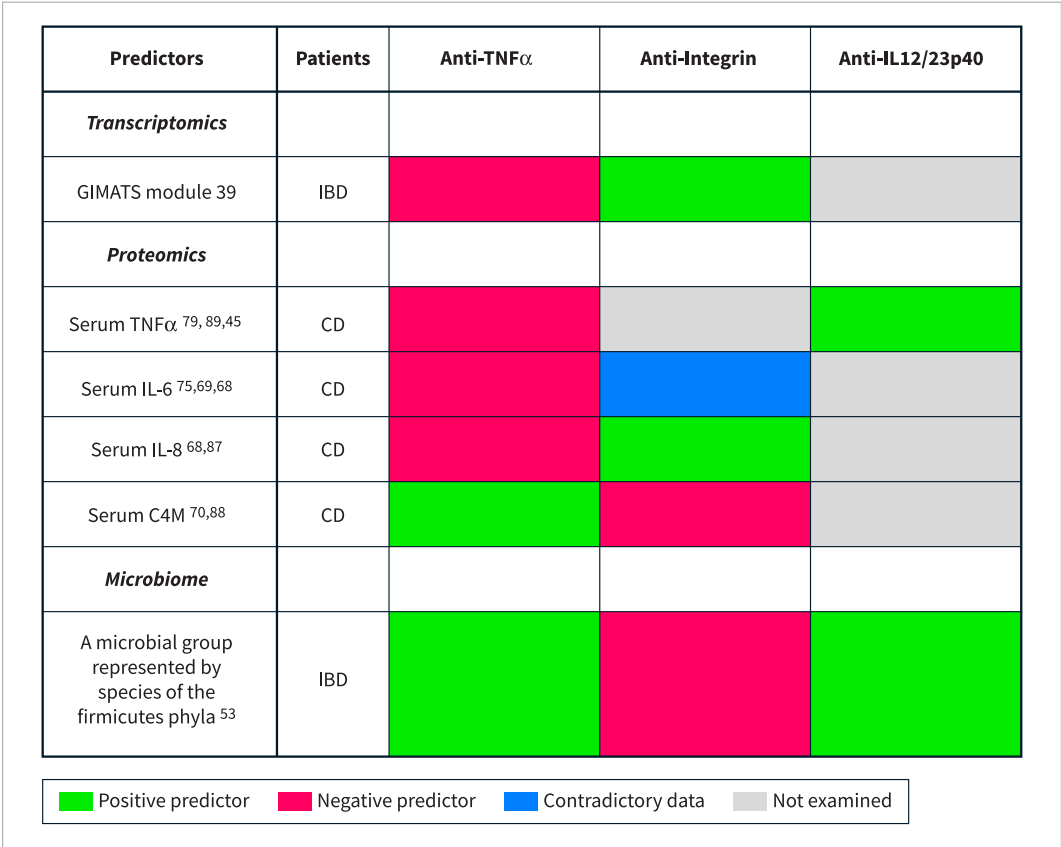 Predictors Patients Anti-TNFα Anti-Integrin Anti-IL12/23p40
Transcriptomics
GIMATS module 39 IBD
Proteomics
Serum TNFα 79, 89,45 CD
Serum IL-6 75,69,68 CD
Serum IL-8 68,87 CD
Serum C4M 70,88 CD
Microbiome
A microbial group
represented by
species of the
firmicutes phyla 53
IBD
Positive predictor Negative predictor Contradictory data Not examined